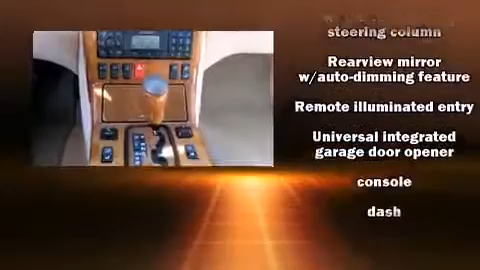 steering column
Rearview mirror
w/auto-dimming feature
Remote illuminated entry
Universal integrated
garage door opener
console
dash